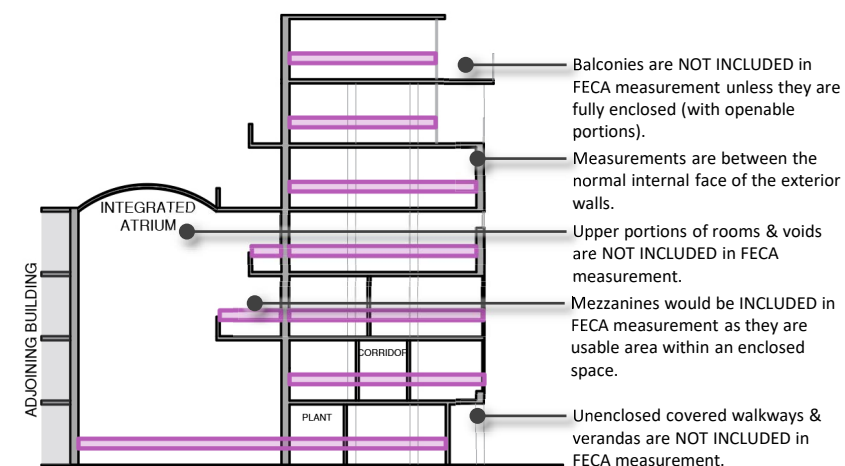 Balconies are NOT INCLUDED in
FECA measurement unless they are
fully enclosed (with openable
portions).
Measurements are between the
normal internal face of the exterior
walls.
INTEGRATED
ATRIUM
Upper portions of rooms & voids
are NOT INCLUDED in FECA
measurement.
ADJOINING BUILDING
Mezzanines would be INCLUDED in
FECA measurement as they are
usable area within an enclosed
space.
CORRIDOR
PLANT
Unenclosed covered walkways &
verandas are NOT INCLUDED in
FECA measurement.